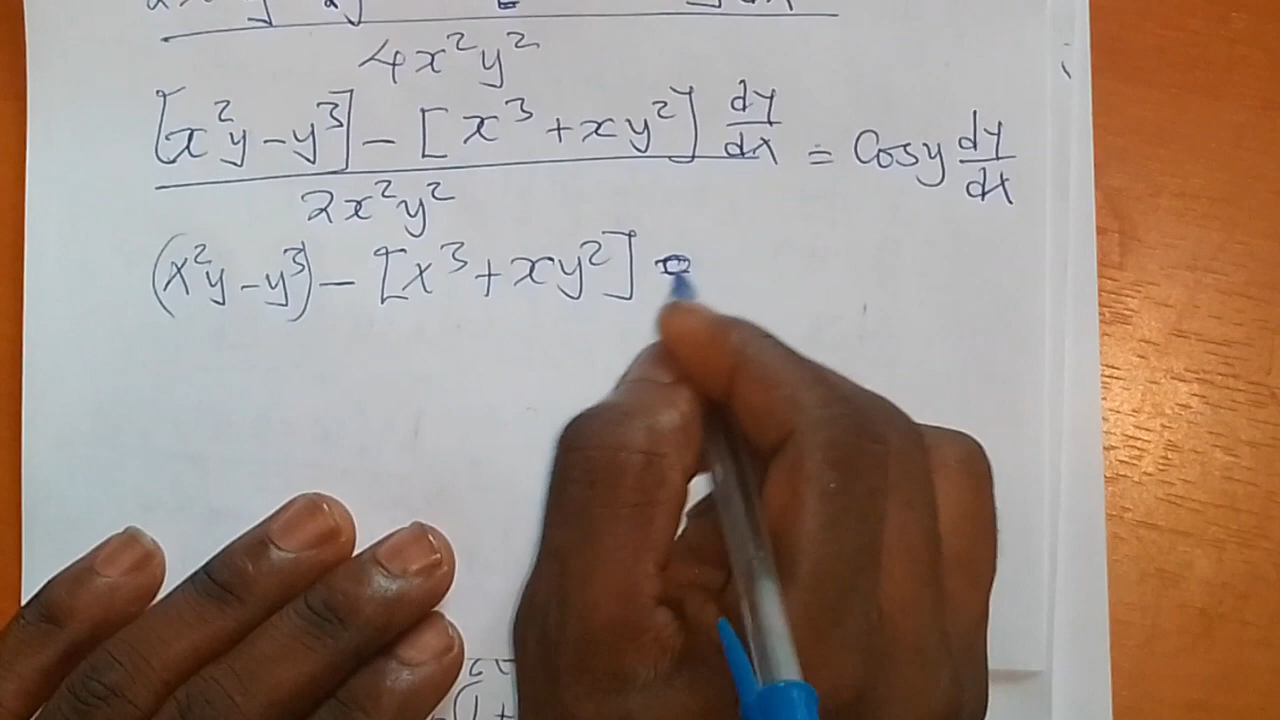 4x²y²
[x²y - y³] - [x³ + xy²] dy/dx = Cosy dy/dx
2x²y²
(x²y - y³) - [x³ + xy²] =